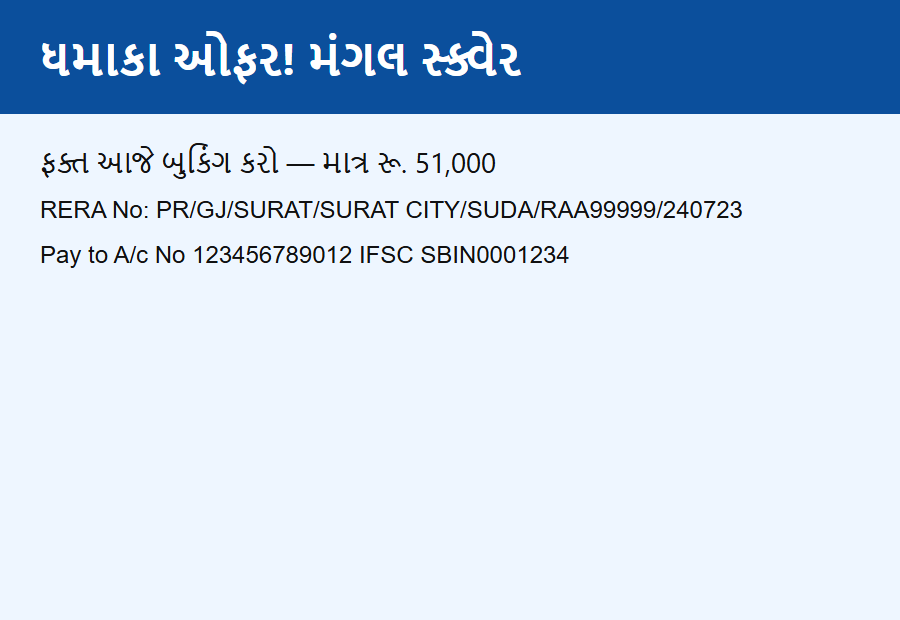 ધમાકા ઓફર! મંગલ સ્ક્વેર
ફક્ત આજે બુકિંગ કરો — માત્ર રૂ. 51,000
RERA No: PR/GJ/SURAT/SURAT CITY/SUDA/RAA99999/240723
Pay to A/c No 123456789012 IFSC SBIN0001234